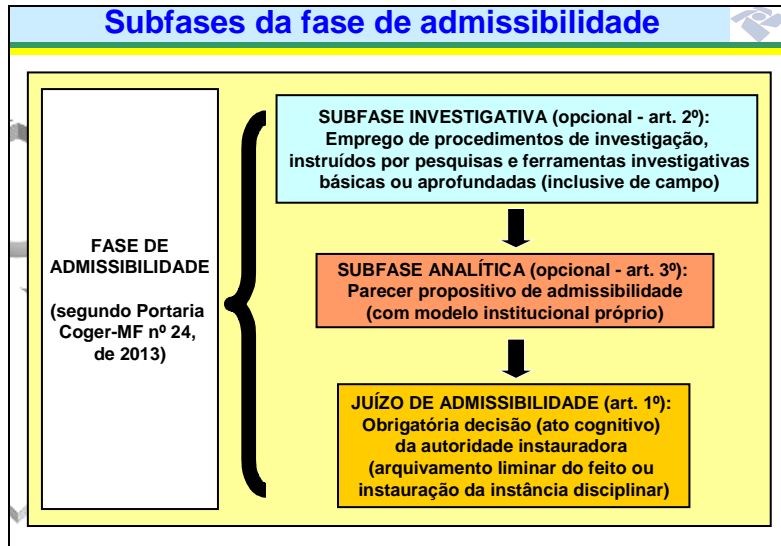 Subfases da fase de admissibilidade
FASE DE
ADMISSIBILIDADE
(segundo Portaria
Coger-MF nº 24,
de 2013)
SUBFASE INVESTIGATIVA (opcional - art. 2º):
Emprego de procedimentos de investigação,
instruídos por pesquisas e ferramentas investigativas
básicas ou aprofundadas (inclusive de campo)
SUBFASE ANALÍTICA (opcional - art. 3º):
Parecer propositivo de admissibilidade
(com modelo institucional próprio)
JUÍZO DE ADMISSIBILIDADE (art. 1º):
Obrigatória decisão (ato cognitivo)
da autoridade instauradora
(arquivamento liminar do feito ou
instauração da instância disciplinar)